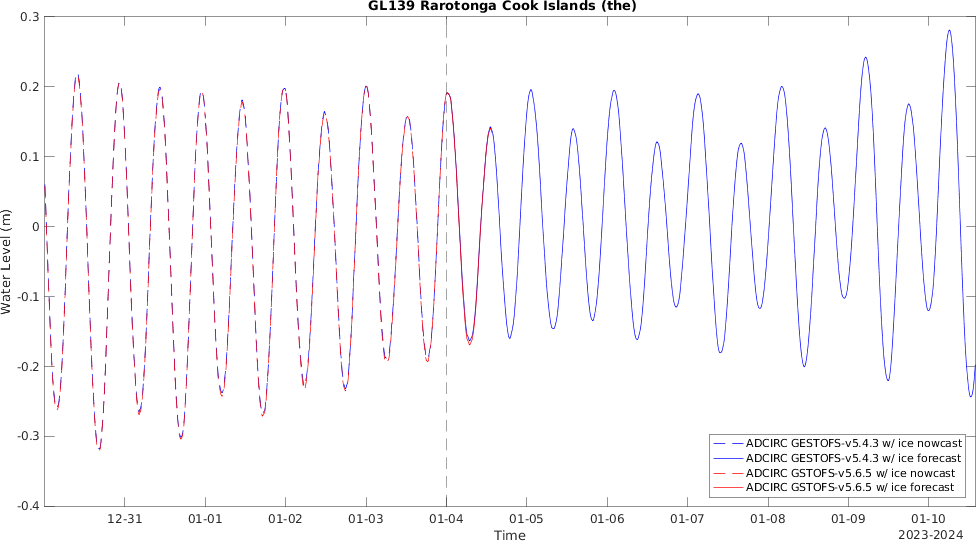 GL139 Rarotonga Cook Islands (the)
0.3
0.2
0.1
0
-0.1
-0.2
-0.3
-0.4
Water Level (m)
12-31
01-01
01-02
01-03
01-04
01-05
01-06
01-07
01-08
01-09
01-10
Time
2023-2024
ADCIRC GESTOFS-v5.4.3 w/ ice nowcast
ADCIRC GESTOFS-v5.4.3 w/ ice forecast
ADCIRC GSTOFS-v5.6.5 w/ ice nowcast
ADCIRC GSTOFS-v5.6.5 w/ ice forecast